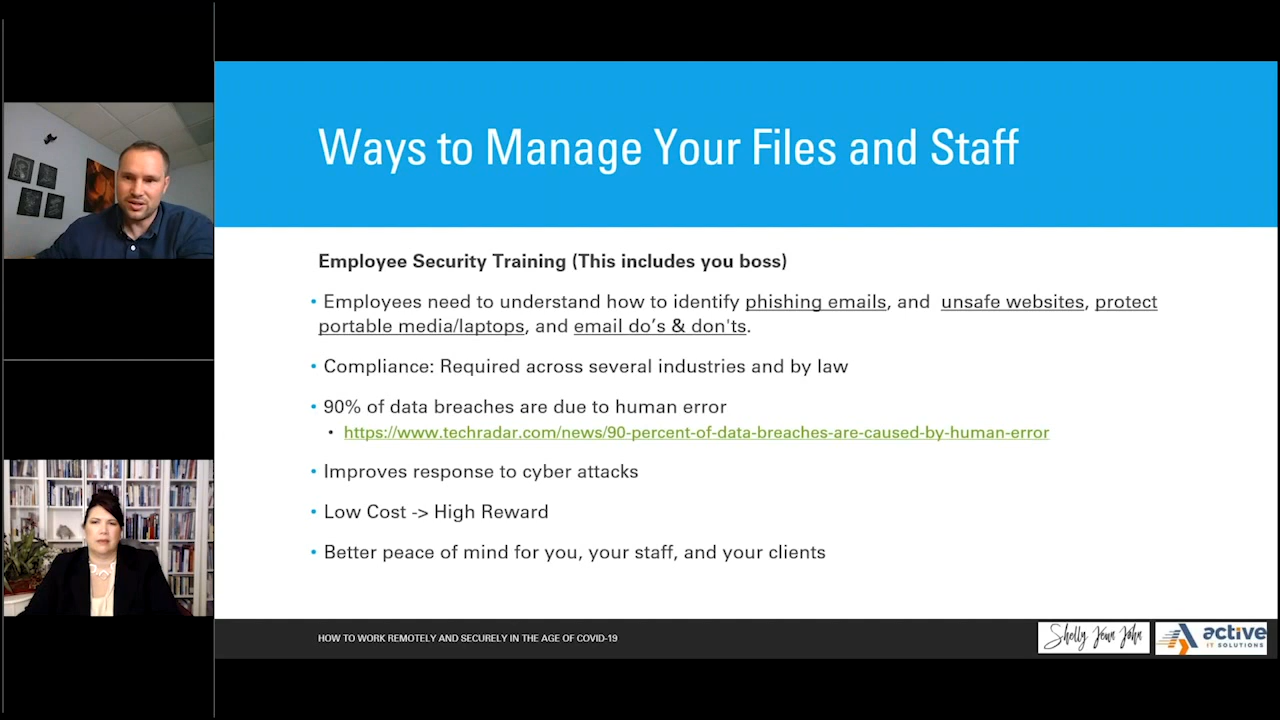 Ways to Manage Your Files and Staff
Employee Security Training (This includes you boss)
• Employees need to understand how to identify phishing emails, and unsafe websites, protect
portable media/laptops, and email do’s & don'ts.
• Compliance: Required across several industries and by law
• 90% of data breaches are due to human error
• https://www.techradar.com/news/90-percent-of-data-breaches-are-caused-by-human-error
• Improves response to cyber attacks
• Low Cost -> High Reward
• Better peace of mind for you, your staff, and your clients
HOW TO WORK REMOTELY AND SECURELY IN THE AGE OF COVID-19
Shelly Jenn John
active
IT SOLUTIONS